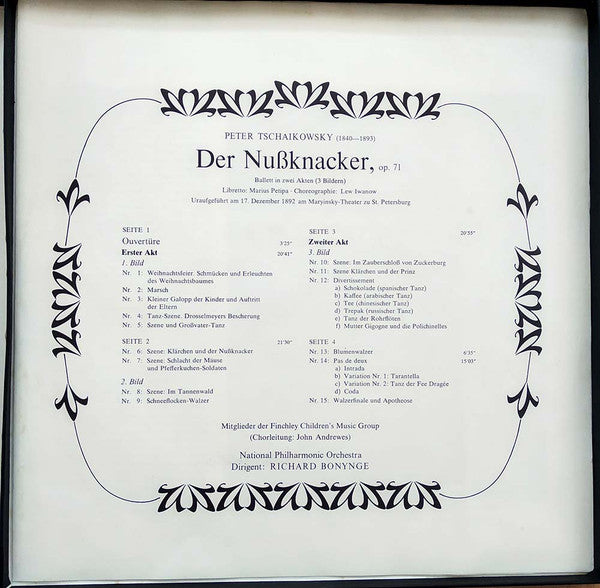 PETER TSCHAIKOWSKY (1840—1893)
Der Nußknacker, op. 71
Ballett in zwei Akten (3 Bildern)
Libretto: Marius Petipa · Choreographie: Lew Iwanow
Uraufgeführt am 17. Dezember 1892 am Maryinsky-Theater zu St. Petersburg
SEITE 1
Ouvertüre 3'25"
Erster Akt 20'41"
1. Bild
Nr. 1: Weihnachtsfeier. Schmücken und Erleuchten
des Weihnachtsbaumes
Nr. 2: Marsch
Nr. 3: Kleiner Galopp der Kinder und Auftritt
der Eltern
Nr. 4: Tanz-Szene. Drosselmeyers Bescherung
Nr. 5: Szene und Großvater-Tanz
SEITE 2 21'30"
Nr. 6: Szene: Klärchen und der Nußknacker
Nr. 7: Szene: Schlacht der Mäuse
und Pfefferkuchen-Soldaten
2. Bild
Nr. 8: Szene: Im Tannenwald
Nr. 9: Schneeflocken-Walzer
SEITE 3 20'55"
Zweiter Akt
3. Bild
Nr. 10: Szene: Im Zauberschloß von Zuckerburg
Nr. 11: Szene Klärchen und der Prinz
Nr. 12: Divertissement
a) Schokolade (spanischer Tanz)
b) Kaffee (arabischer Tanz)
c) Tee (chinesischer Tanz)
d) Trepak (russischer Tanz)
e) Tanz der Rohrflöten
f) Mutter Gigogne und die Polichinelles
SEITE 4
Nr. 13: Blumenwalzer 6'35"
Nr. 14: Pas de deux 15'03"
a) Intrada
b) Variation Nr. 1: Tarantella
c) Variation Nr. 2: Tanz der Fee Dragée
d) Coda
Nr. 15: Walzerfinale und Apotheose
Mitglieder der Finchley Children's Music Group
(Chorleitung: John Andrewes)
National Philharmonic Orchestra
Dirigent: RICHARD BONYNGE